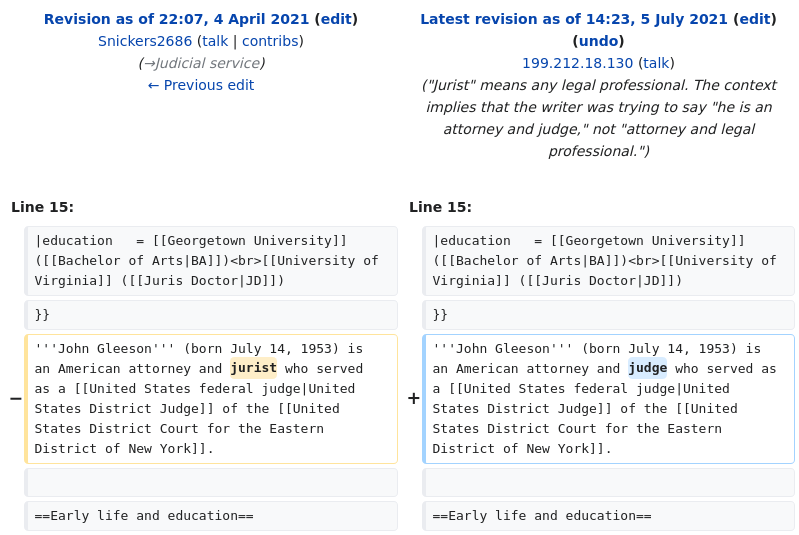 Revision as of 22:07, 4 April 2021 (edit)
Snickers2686 (talk | contribs)
(→Judicial service)
← Previous edit
Latest revision as of 14:23, 5 July 2021 (edit)
(undo)
199.212.18.130 (talk)
("Jurist" means any legal professional. The context
implies that the writer was trying to say "he is an
attorney and judge," not "attorney and legal
professional.")
Line 15:
Line 15:
|education   = [[Georgetown University]]
([[Bachelor of Arts|BA]])<br>[[University of
Virginia]] ([[Juris Doctor|JD]])
|education   = [[Georgetown University]]
([[Bachelor of Arts|BA]])<br>[[University of
Virginia]] ([[Juris Doctor|JD]])
}}
}}
−
'''John Gleeson''' (born July 14, 1953) is
an American attorney and jurist who served
as a [[United States federal judge|United
States District Judge]] of the [[United
States District Court for the Eastern
District of New York]].
+
'''John Gleeson''' (born July 14, 1953) is
an American attorney and judge who served as
a [[United States federal judge|United
States District Judge]] of the [[United
States District Court for the Eastern
District of New York]].
==Early life and education==
==Early life and education==